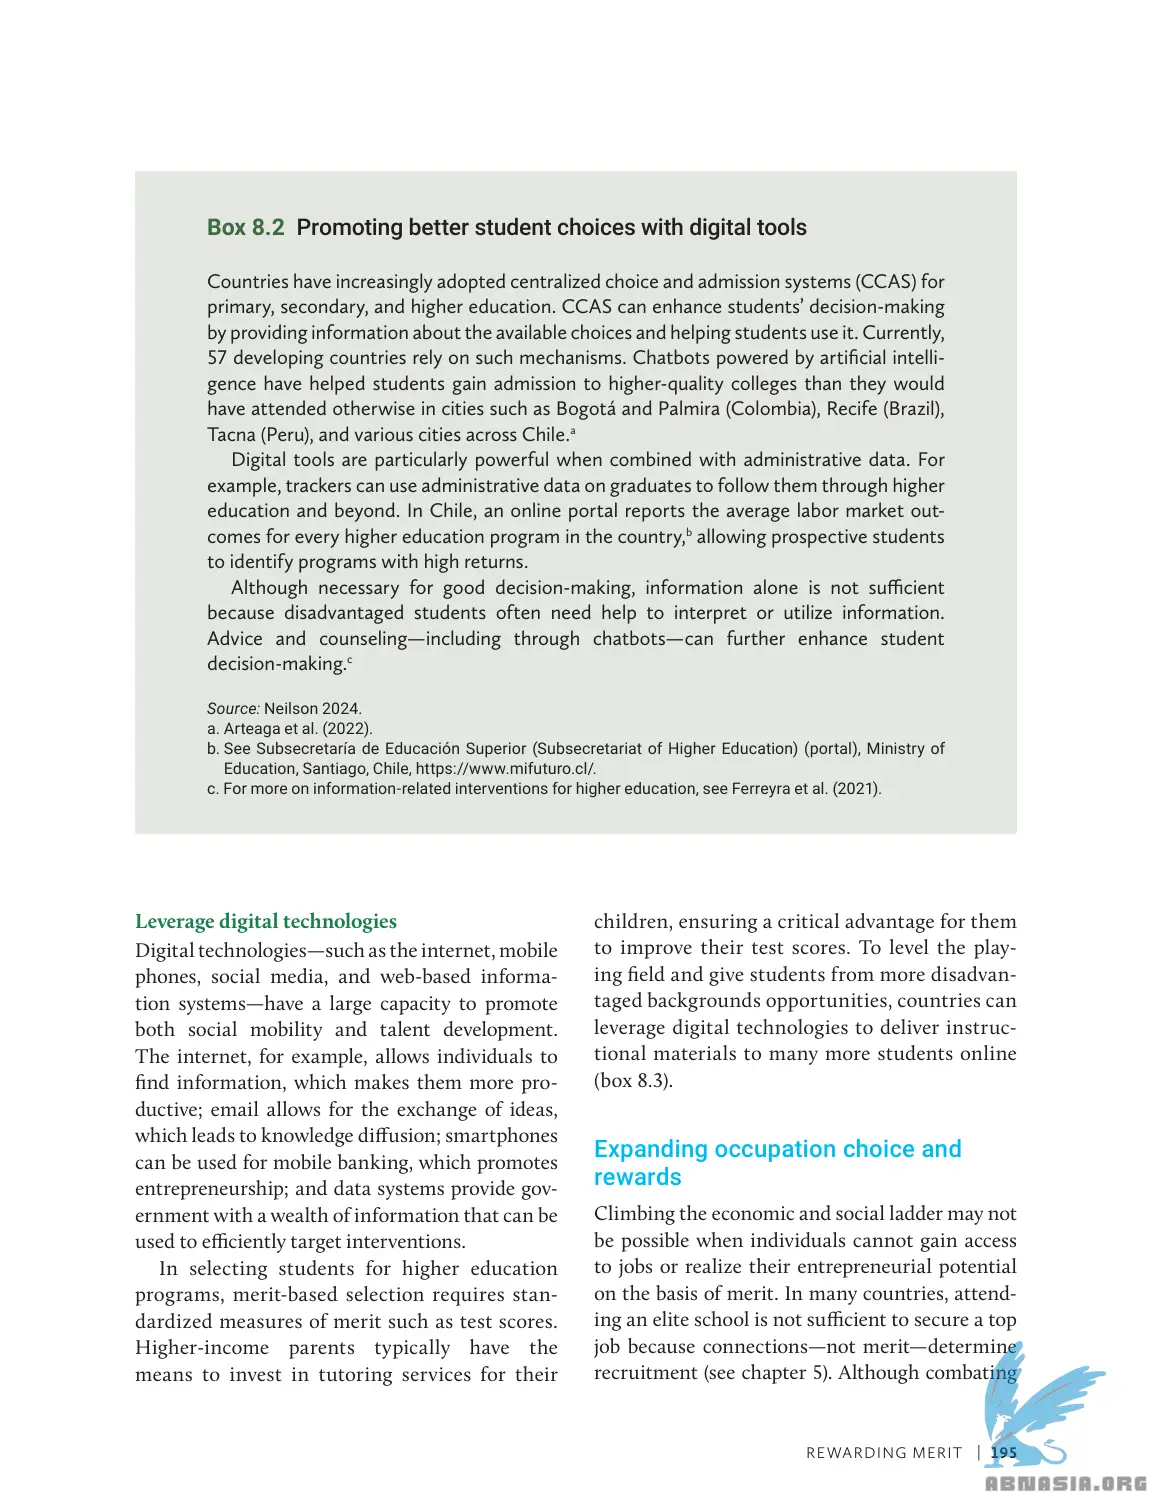 Box 8.2 Promoting better student choices with digital tools
Countries have increasingly adopted centralized choice and admission systems (CCAS) for
primary, secondary, and higher education. CCAS can enhance students’ decision-making
by providing information about the available choices and helping students use it. Currently,
57 developing countries rely on such mechanisms. Chatbots powered by artificial intelli-
gence have helped students gain admission to higher-quality colleges than they would
have attended otherwise in cities such as Bogotá and Palmira (Colombia), Recife (Brazil),
Tacna (Peru), and various cities across Chile.a
Digital tools are particularly powerful when combined with administrative data. For
example, trackers can use administrative data on graduates to follow them through higher
education and beyond. In Chile, an online portal reports the average labor market out-
comes for every higher education program in the country,b allowing prospective students
to identify programs with high returns.
Although necessary for good decision-making, information alone is not sufficient
because disadvantaged students often need help to interpret or utilize information.
Advice and counseling—including through chatbots—can further enhance student
decision-making.c
Source: Neilson 2024.
a. Arteaga et al. (2022).
b. See Subsecretaría de Educación Superior (Subsecretariat of Higher Education) (portal), Ministry of
Education, Santiago, Chile, https://www.mifuturo.cl/.
c. For more on information-related interventions for higher education, see Ferreyra et al. (2021).
Leverage digital technologies
Digital technologies—such as the internet, mobile
phones, social media, and web-based informa-
tion systems—have a large capacity to promote
both social mobility and talent development.
The internet, for example, allows individuals to
find information, which makes them more pro-
ductive; email allows for the exchange of ideas,
which leads to knowledge diffusion; smartphones
can be used for mobile banking, which promotes
entrepreneurship; and data systems provide gov-
ernment with a wealth of information that can be
used to efficiently target interventions.
In selecting students for higher education
programs, merit-based selection requires stan-
dardized measures of merit such as test scores.
Higher-income parents typically have the
means to invest in tutoring services for their
children, ensuring a critical advantage for them
to improve their test scores. To level the play-
ing field and give students from more disadvan-
taged backgrounds opportunities, countries can
leverage digital technologies to deliver instruc-
tional materials to many more students online
(box 8.3).
Expanding occupation choice and
rewards
Climbing the economic and social ladder may not
be possible when individuals cannot gain access
to jobs or realize their entrepreneurial potential
on the basis of merit. In many countries, attend-
ing an elite school is not sufficient to secure a top
job because connections—not merit—determine
recruitment (see chapter 5). Although combating
REWARDING MERIT | 195
ABNASIA.ORG